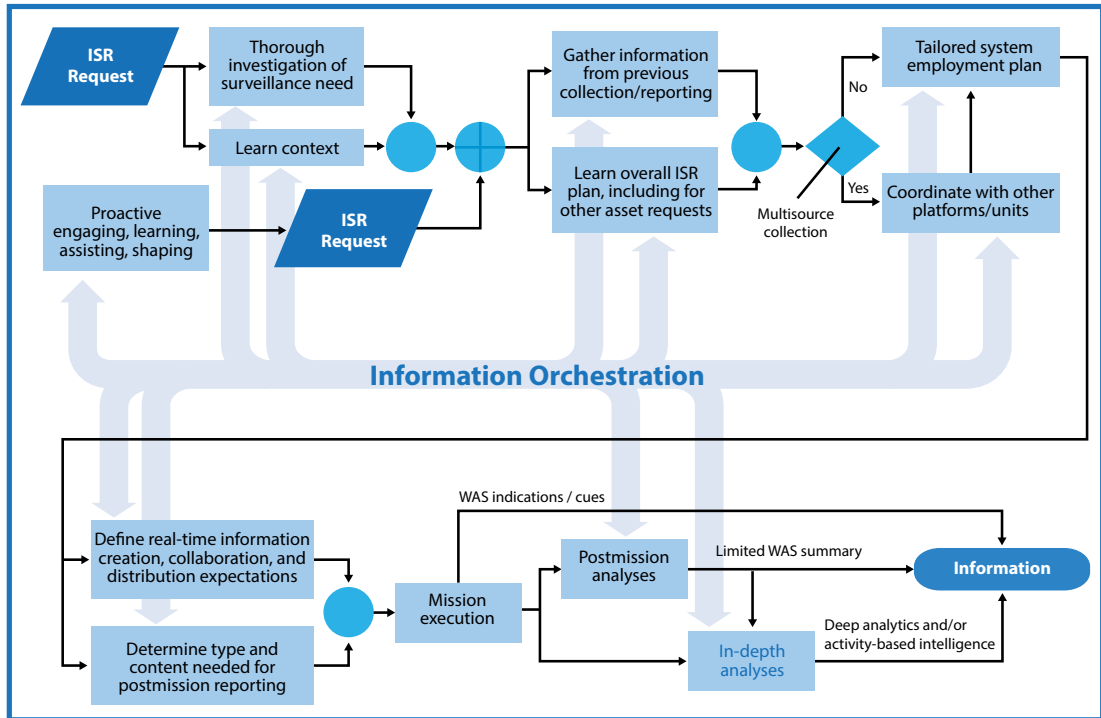 ISR
Request
Thorough
investigation of
surveillance need
Learn context
Proactive
engaging, learning,
assisting, shaping
ISR
Request
Gather information
from previous
collection/reporting
Learn overall ISR
plan, including for
other asset requests
Multisource
collection
No
Yes
Tailored system
employment plan
Coordinate with other
platforms/units
Information Orchestration
Define real-time information
creation, collaboration, and
distribution expectations
Determine type and
content needed for
postmission reporting
Mission
execution
WAS indications / cues
Postmission
analyses
Limited WAS summary
In-depth
analyses
Deep analytics and/or
activity-based intelligence
Information